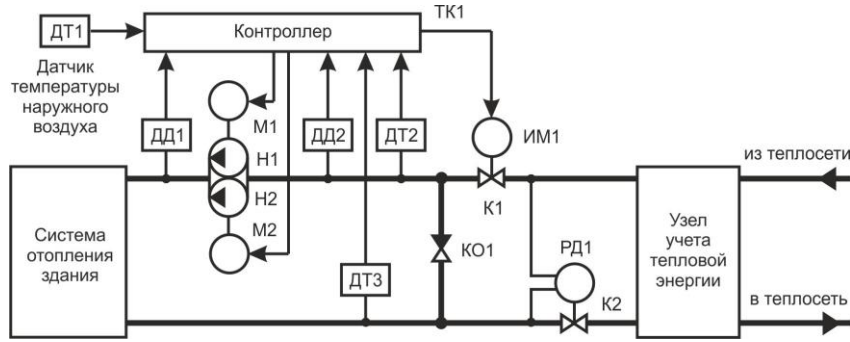 ТК1
ДТ1
Контроллер
Датчик
температуры
наружного
воздуха
М1
ДД1
ДД2
ДТ2
ИМ1
Н1
из теплосети
Н2
К1
М2
Система
отопления
здания
КО1
РД1
Узел
учета
тепловой
энергии
ДТ3
К2
в теплосеть